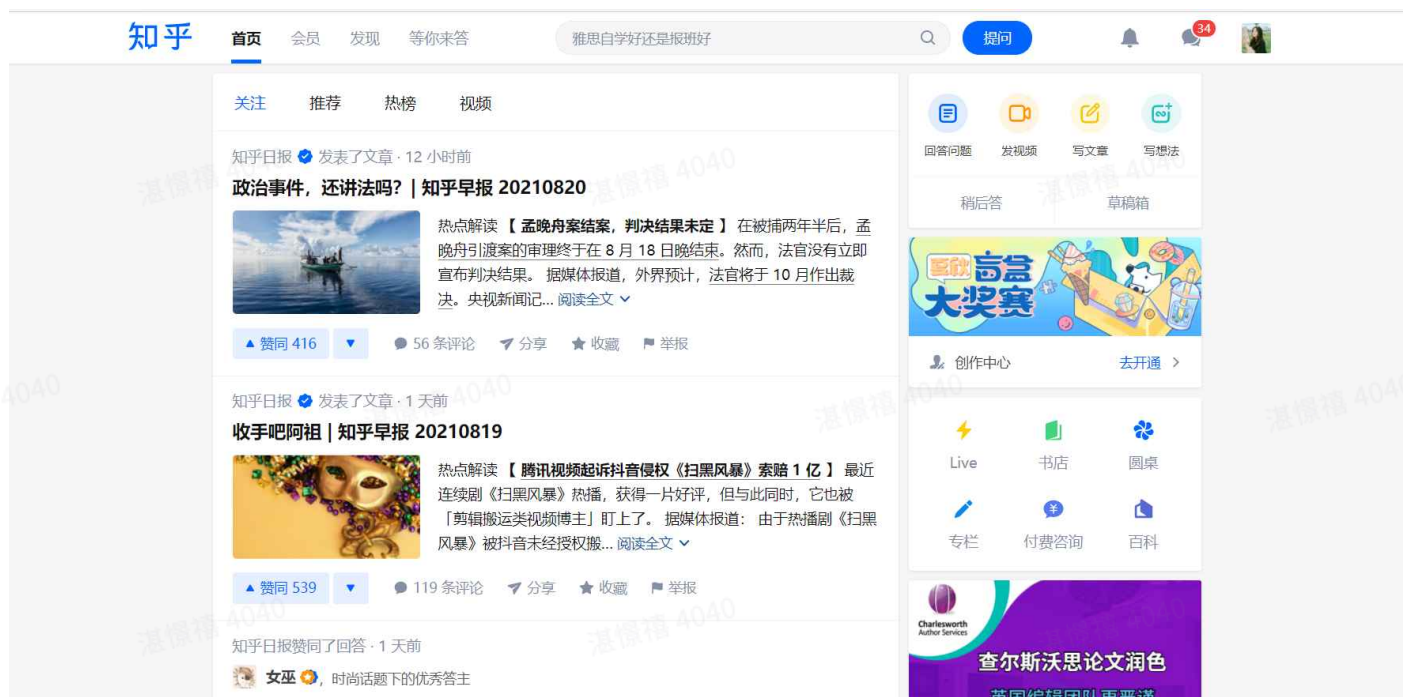 知乎 首页 会员 发现 等你来答 雅思自学好还是报班好 提问 34
关注 推荐 热榜 视频
知乎日报 发表了文章 · 12 小时前
政治事件，还讲法吗？| 知乎早报 20210820
热点解读 【 孟晚舟案结案，判决结果未定 】 在被捕两年半后，孟
晚舟引渡案的审理终于在 8 月 18 日晚结束。然而，法官没有立即
宣布判决结果。 据媒体报道，外界预计，法官将于 10 月作出裁
决。央视新闻记... 阅读全文
赞同 416 56 条评论 分享 收藏 举报
知乎日报 发表了文章 · 1 天前
收手吧阿祖 | 知乎早报 20210819
热点解读 【 腾讯视频起诉抖音侵权《扫黑风暴》索赔 1 亿 】 最近
连续剧《扫黑风暴》热播，获得一片好评，但与此同时，它也被
「剪辑搬运类视频博主」盯上了。 据媒体报道： 由于热播剧《扫黑
风暴》被抖音未经授权搬... 阅读全文
赞同 539 119 条评论 分享 收藏 举报
知乎日报赞同了回答 · 1 天前
女巫，时尚话题下的优秀答主
回答问题 发视频 写文章 写想法
稍后答 草稿箱
盲盒
大奖赛
创作中心 去开通
Live 书店 圆桌
专栏 付费咨询 百科
Charlesworth
Author Services
查尔斯沃思论文润色
英国编辑团队更严谨
湛憬禧 4040